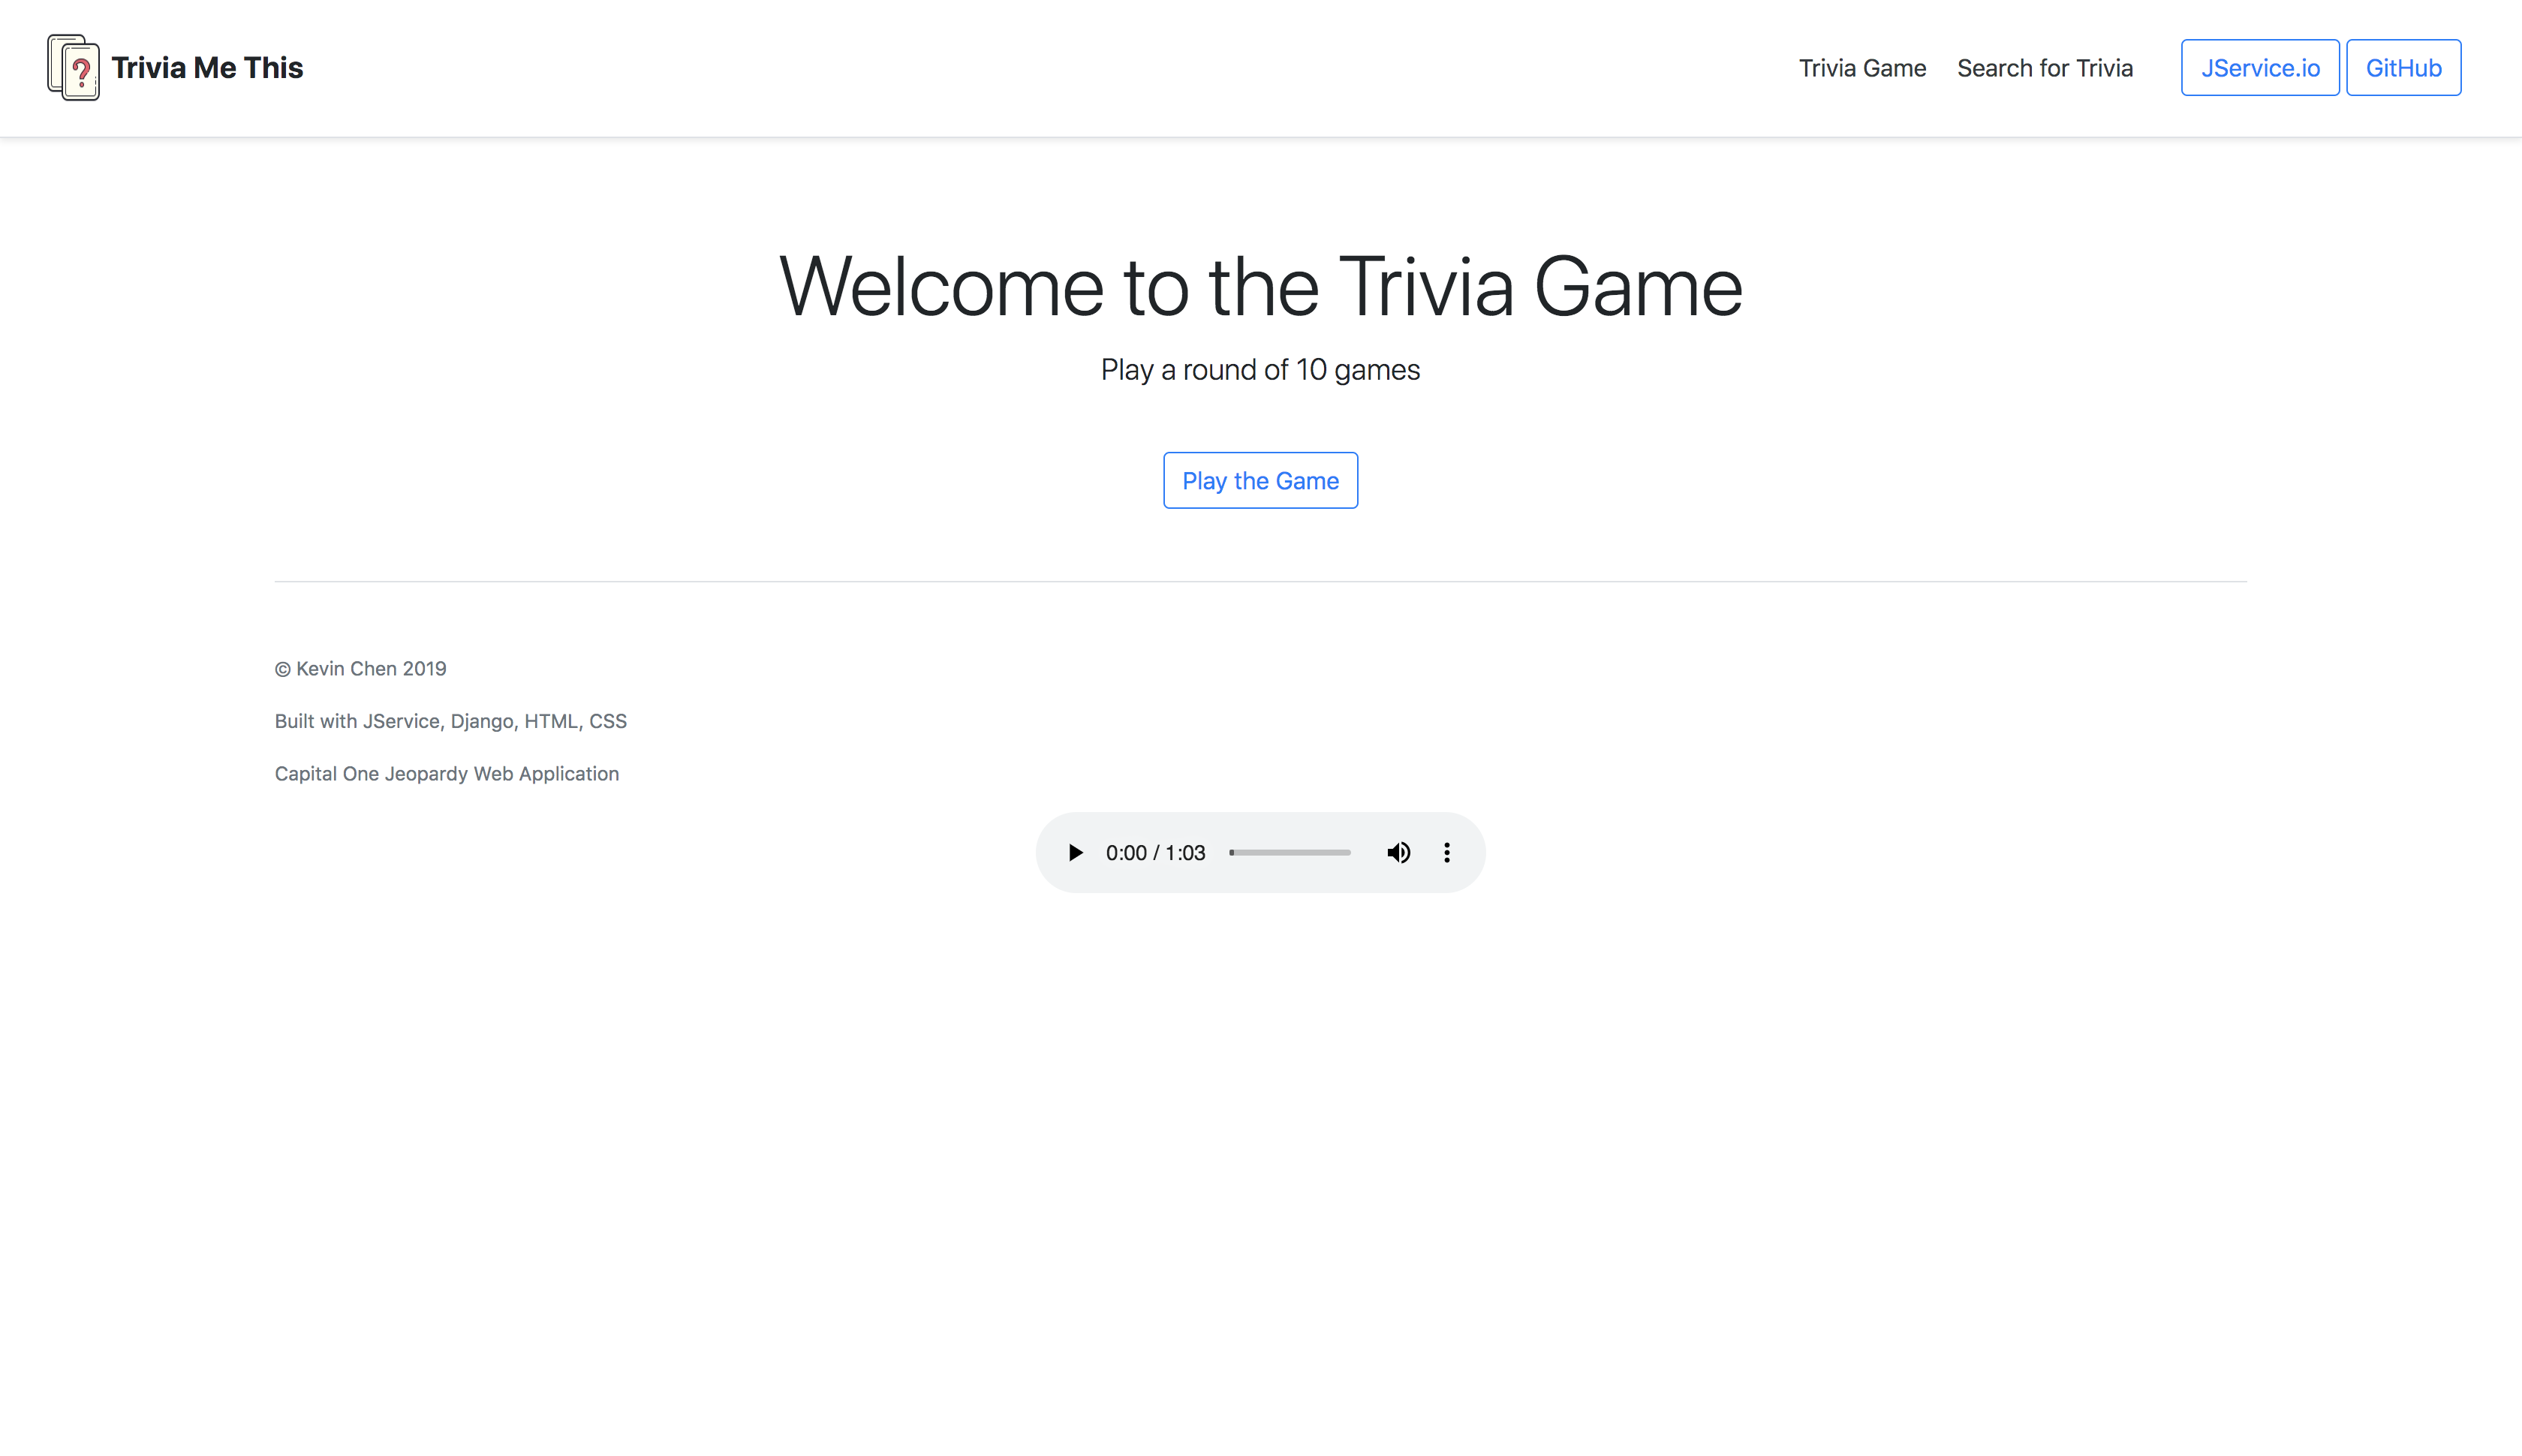 ?
Trivia Me This
Trivia Game
Search for Trivia
JService.io
GitHub
Welcome to the Trivia Game
Play a round of 10 games
Play the Game
© Kevin Chen 2019
Built with JService, Django, HTML, CSS
Capital One Jeopardy Web Application
0:00 / 1:03